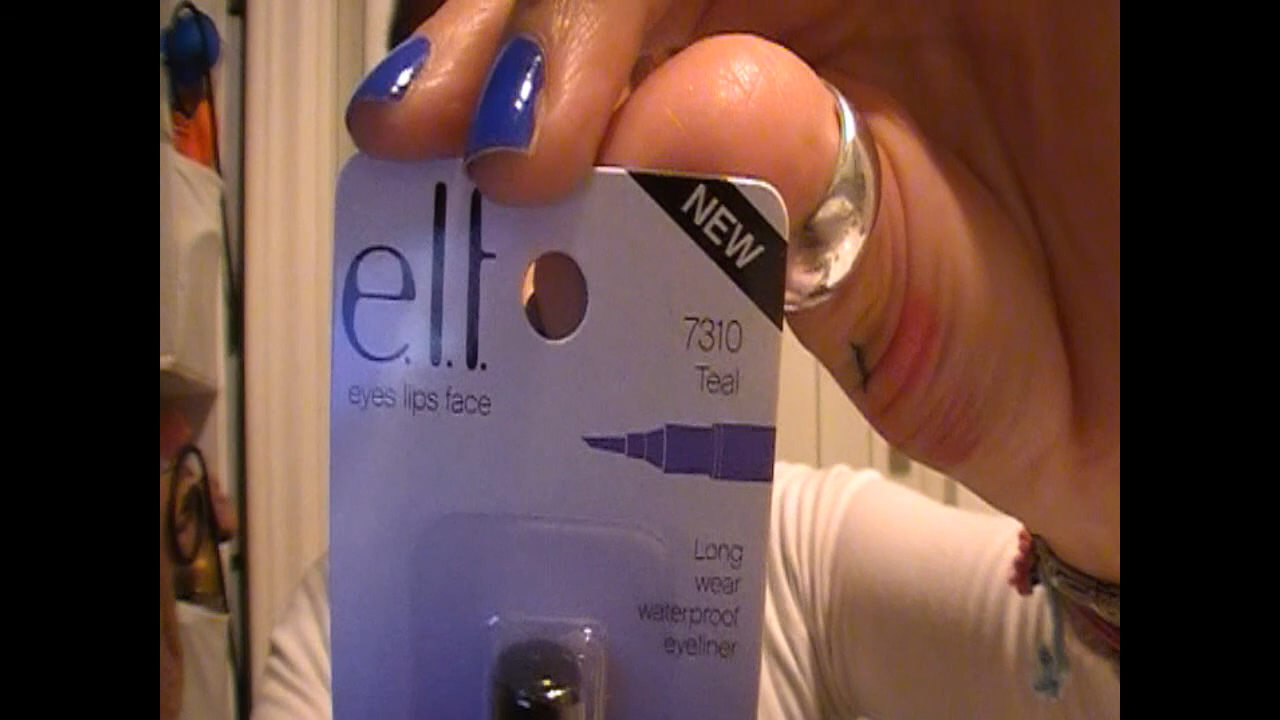 e.l.f.
eyes lips face
NEW
7310
Teal
Long
wear
waterproof
eyeliner